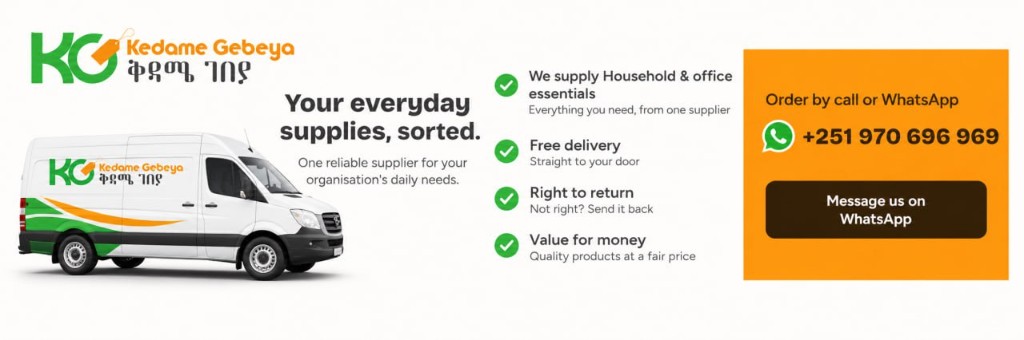 KG Kedame Gebeya
ቅዳሜ ገበያ
Your everyday
supplies, sorted.
One reliable supplier for your
organisation's daily needs.
KG Kedame Gebeya
ቅዳሜ ገበያ
We supply Household & office
essentials
Everything you need, from one supplier
Free delivery
Straight to your door
Right to return
Not right? Send it back
Value for money
Quality products at a fair price
Order by call or WhatsApp
+251 970 696 969
Message us on
WhatsApp